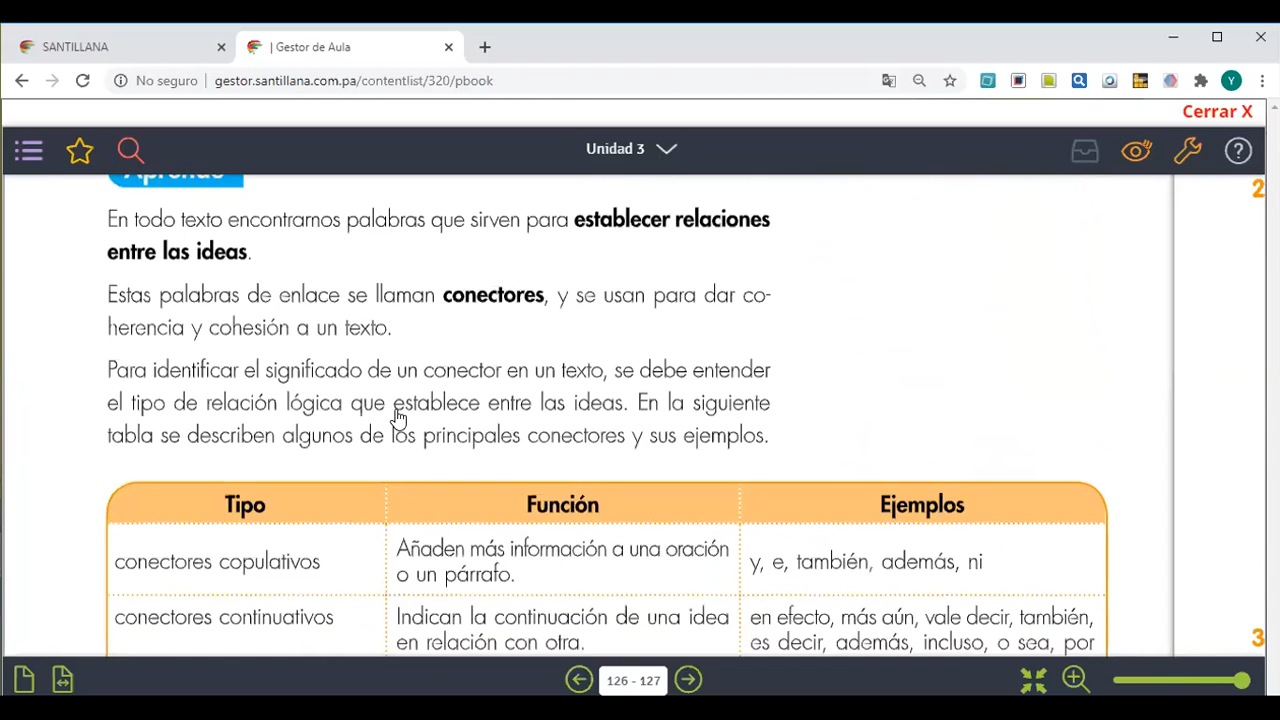 SANTILLANA
| Gestor de Aula
No seguro
gestor.santillana.com.pa/contentlist/320/pbook
Y
Cerrar X
Unidad 3
Aprendo
2
En todo texto encontramos palabras que sirven para establecer relaciones
entre las ideas.
Estas palabras de enlace se llaman conectores, y se usan para dar co-
herencia y cohesión a un texto.
Para identificar el significado de un conector en un texto, se debe entender
el tipo de relación lógica que establece entre las ideas. En la siguiente
tabla se describen algunos de los principales conectores y sus ejemplos.
Tipo
Función
Ejemplos
conectores copulativos
Añaden más información a una oración
o un párrafo.
y, e, también, además, ni
conectores continuativos
Indican la continuación de una idea
en relación con otra.
en efecto, más aún, vale decir, también,
es decir, además, incluso, o sea, por
3
126 - 127